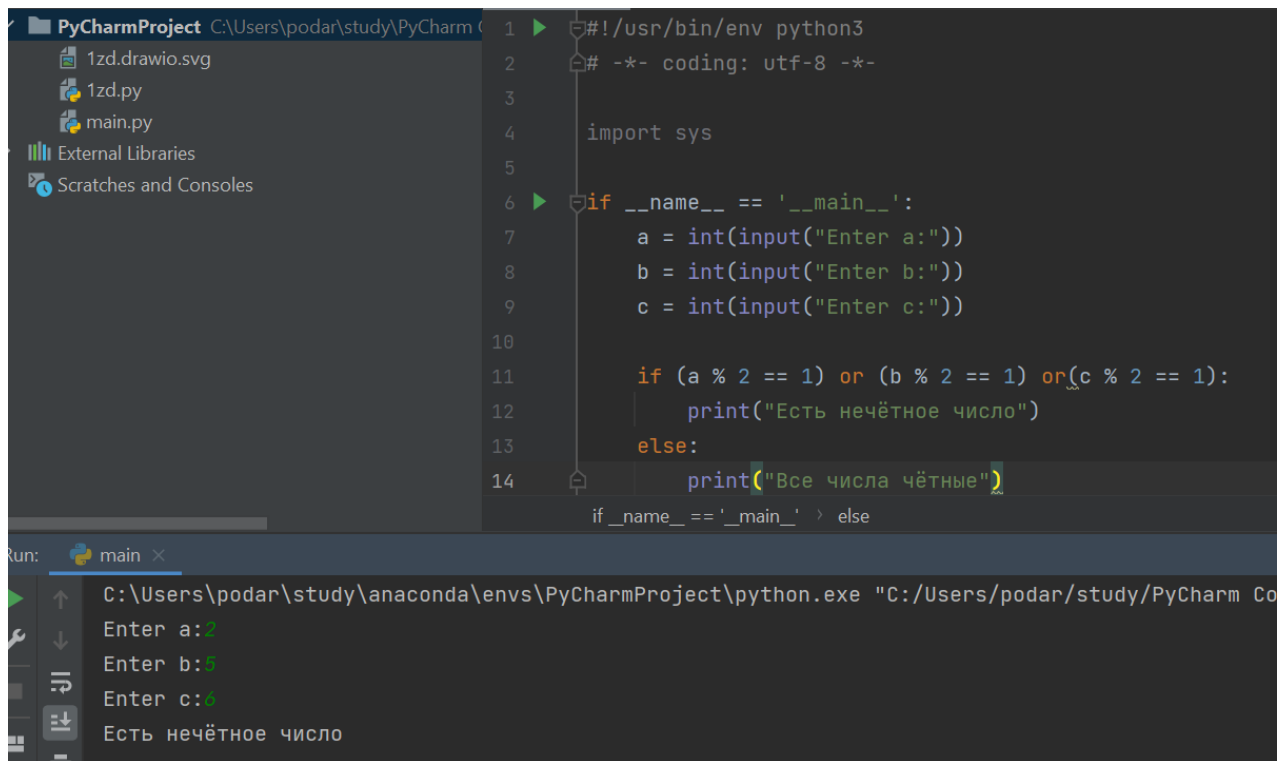 PyCharmProject C:\Users\podar\study\PyCharm
1zd.drawio.svg
1zd.py
main.py
External Libraries
Scratches and Consoles
1 #!/usr/bin/env python3
2 # -*- coding: utf-8 -*-
3
4 import sys
5
6 if __name__ == '__main__':
7 a = int(input("Enter a:"))
8 b = int(input("Enter b:"))
9 c = int(input("Enter c:"))
10
11 if (a % 2 == 1) or (b % 2 == 1) or(c % 2 == 1):
12 print("Есть нечётное число")
13 else:
14 print("Все числа чётные")
if __name__ == '__main__' › else
Run: main ×
C:\Users\podar\study\anaconda\envs\PyCharmProject\python.exe "C:/Users/podar/study/PyCharm Co
Enter a:2
Enter b:5
Enter c:6
Есть нечётное число